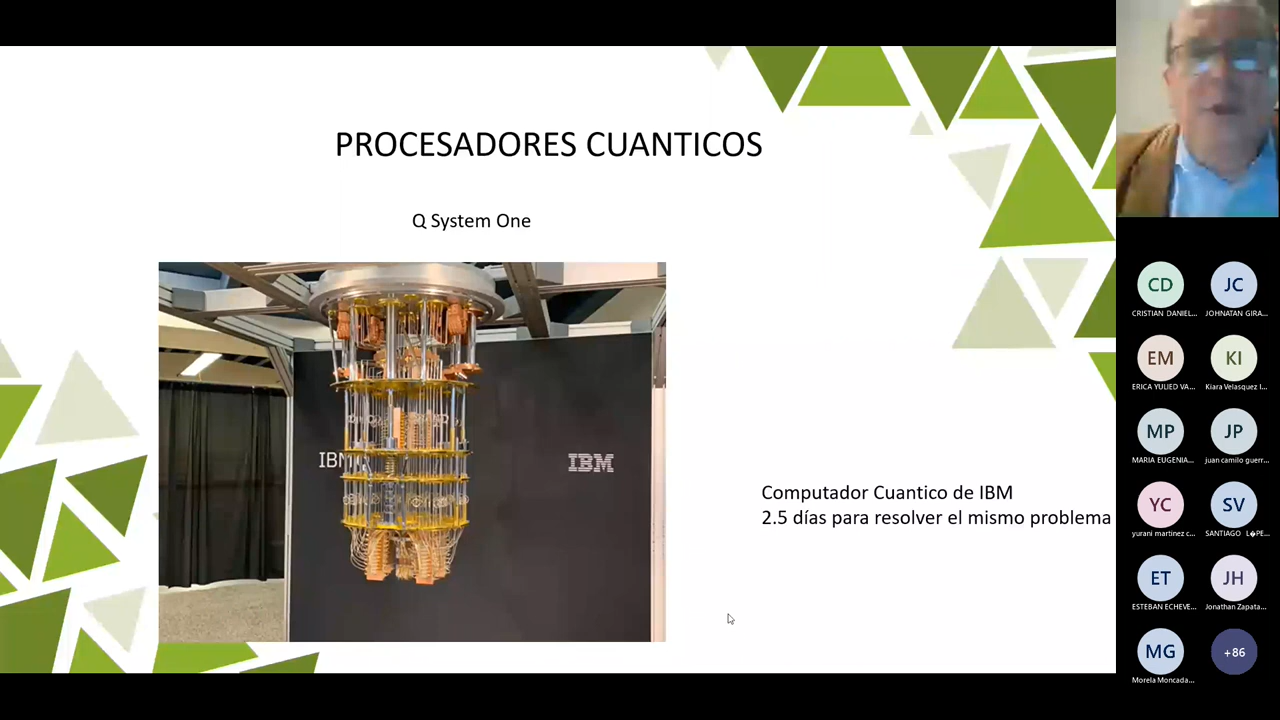 PROCESADORES CUANTICOS
Q System One
IBM
IBM
Computador Cuantico de IBM
2.5 días para resolver el mismo problema
CD
JC
CRISTIAN DANIEL...
JOHNATAN GIRA...
EM
KI
ERICA YULIED VA...
Kiara Velasquez I...
MP
JP
MARIA EUGENIA...
juan camilo guerr...
YC
SV
yurani martinez c...
SANTIAGO L�PE...
ET
JH
ESTEBAN ECHEVE...
Jonathan Zapata...
MG
+86
Morela Moncada...